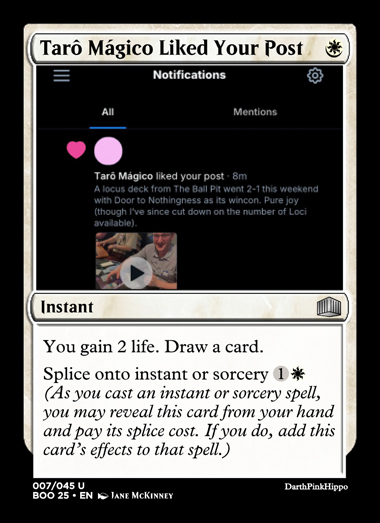 Tarô Mágico Liked Your Post
Notifications
All
Mentions
Tarô Mágico liked your post · 8m
A locus deck from The Ball Pit went 2-1 this weekend
with Door to Nothingness as its wincon. Pure joy
(though I've since cut down on the number of Loci
available).
Instant
You gain 2 life. Draw a card.
Splice onto instant or sorcery 1
(As you cast an instant or sorcery spell,
you may reveal this card from your hand
and pay its splice cost. If you do, add this
card's effects to that spell.)
007/045 U
BOO 25 • EN Jane McKinney
DarthPinkHippo